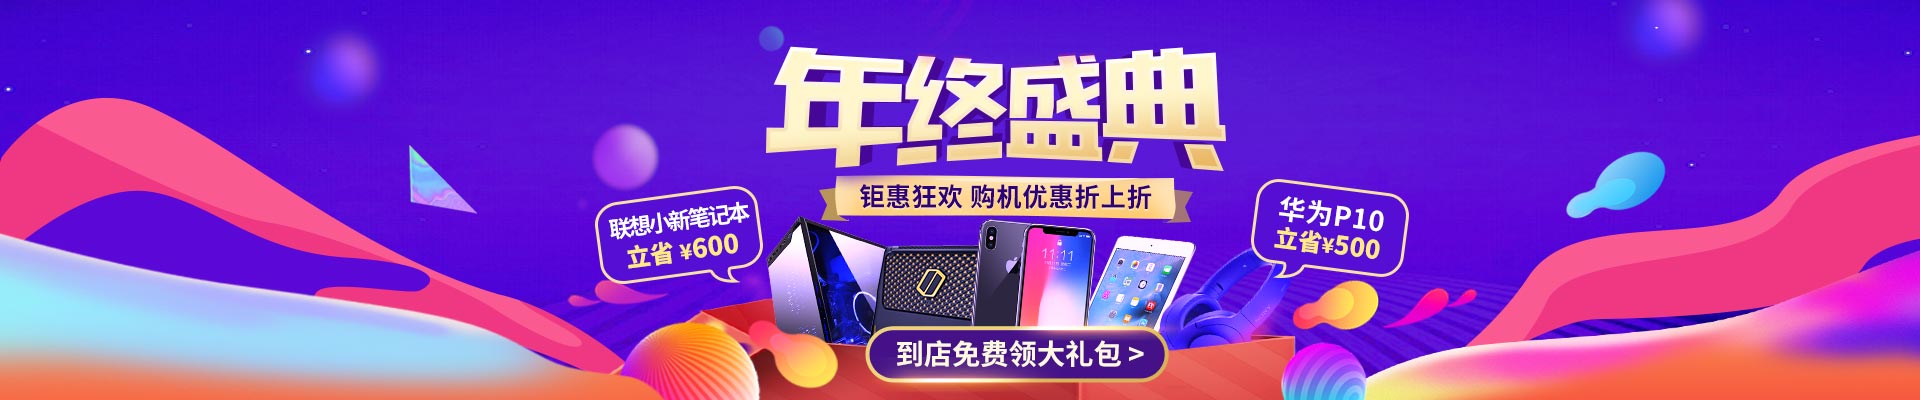 年终盛典
钜惠狂欢 购机优惠折上折
联想小新笔记本
立省 ¥600
华为P10
立省¥500
11:11
到店免费领大礼包 >